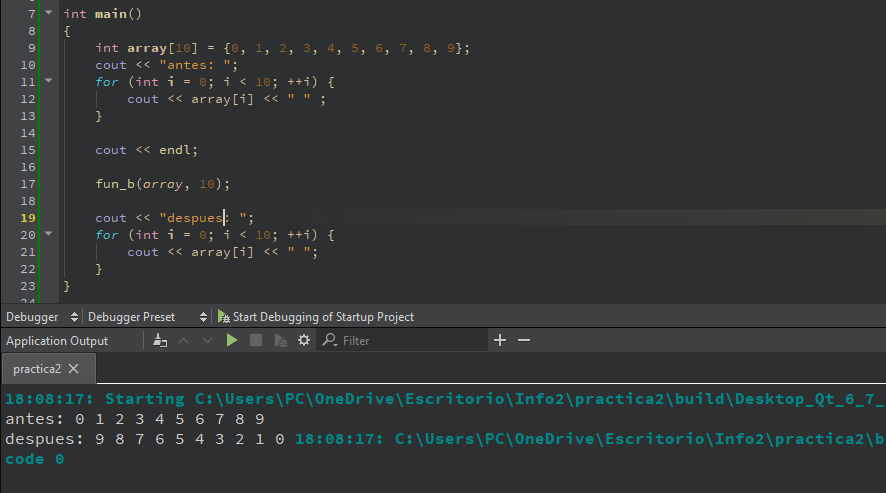 7 int main()
8 {
9 int array[10] = {0, 1, 2, 3, 4, 5, 6, 7, 8, 9};
10 cout << "antes: ";
11 for (int i = 0; i < 10; ++i) {
12 cout << array[i] << " " ;
13 }
14
15 cout << endl;
16
17 fun_b(array, 10);
18
19 cout << "despues: ";
20 for (int i = 0; i < 10; ++i) {
21 cout << array[i] << " ";
22 }
23 }
24
Debugger Debugger Preset Start Debugging of Startup Project
Application Output Filter
practica2
18:08:17: Starting C:\Users\PC\OneDrive\Escritorio\Info2\practica2\build\Desktop_Qt_6_7_
antes: 0 1 2 3 4 5 6 7 8 9
despues: 9 8 7 6 5 4 3 2 1 0 18:08:17: C:\Users\PC\OneDrive\Escritorio\Info2\practica2\b
code 0